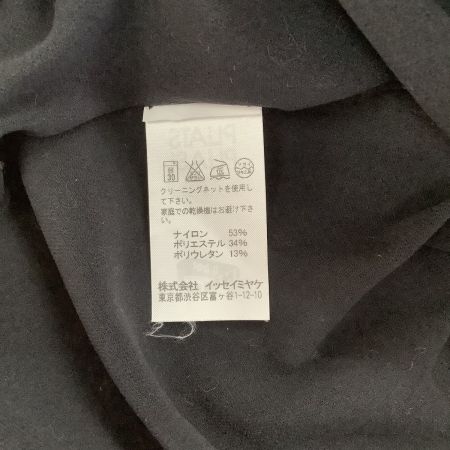 クリーニングネットを使用し
て下さい。
家庭での乾燥機はお避け下さ
い。
ナイロン 53%
ポリエステル 34%
ポリウレタン 13%
株式会社 イッセイミヤケ
東京都渋谷区富ヶ谷1-12-10